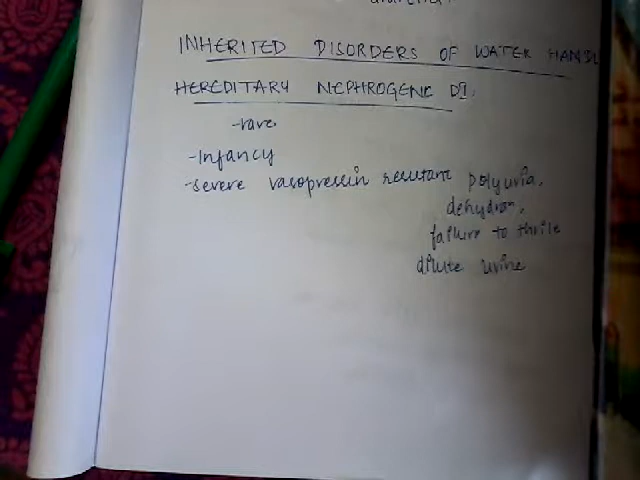 INHERITED DISORDERS OF WATER HANDL
HEREDITARY NEPHROGENIC DI.
-rare.
-Infancy
-severe vasopressin resistant polyuria,
dehydran,
failure to thrive
dilute urine